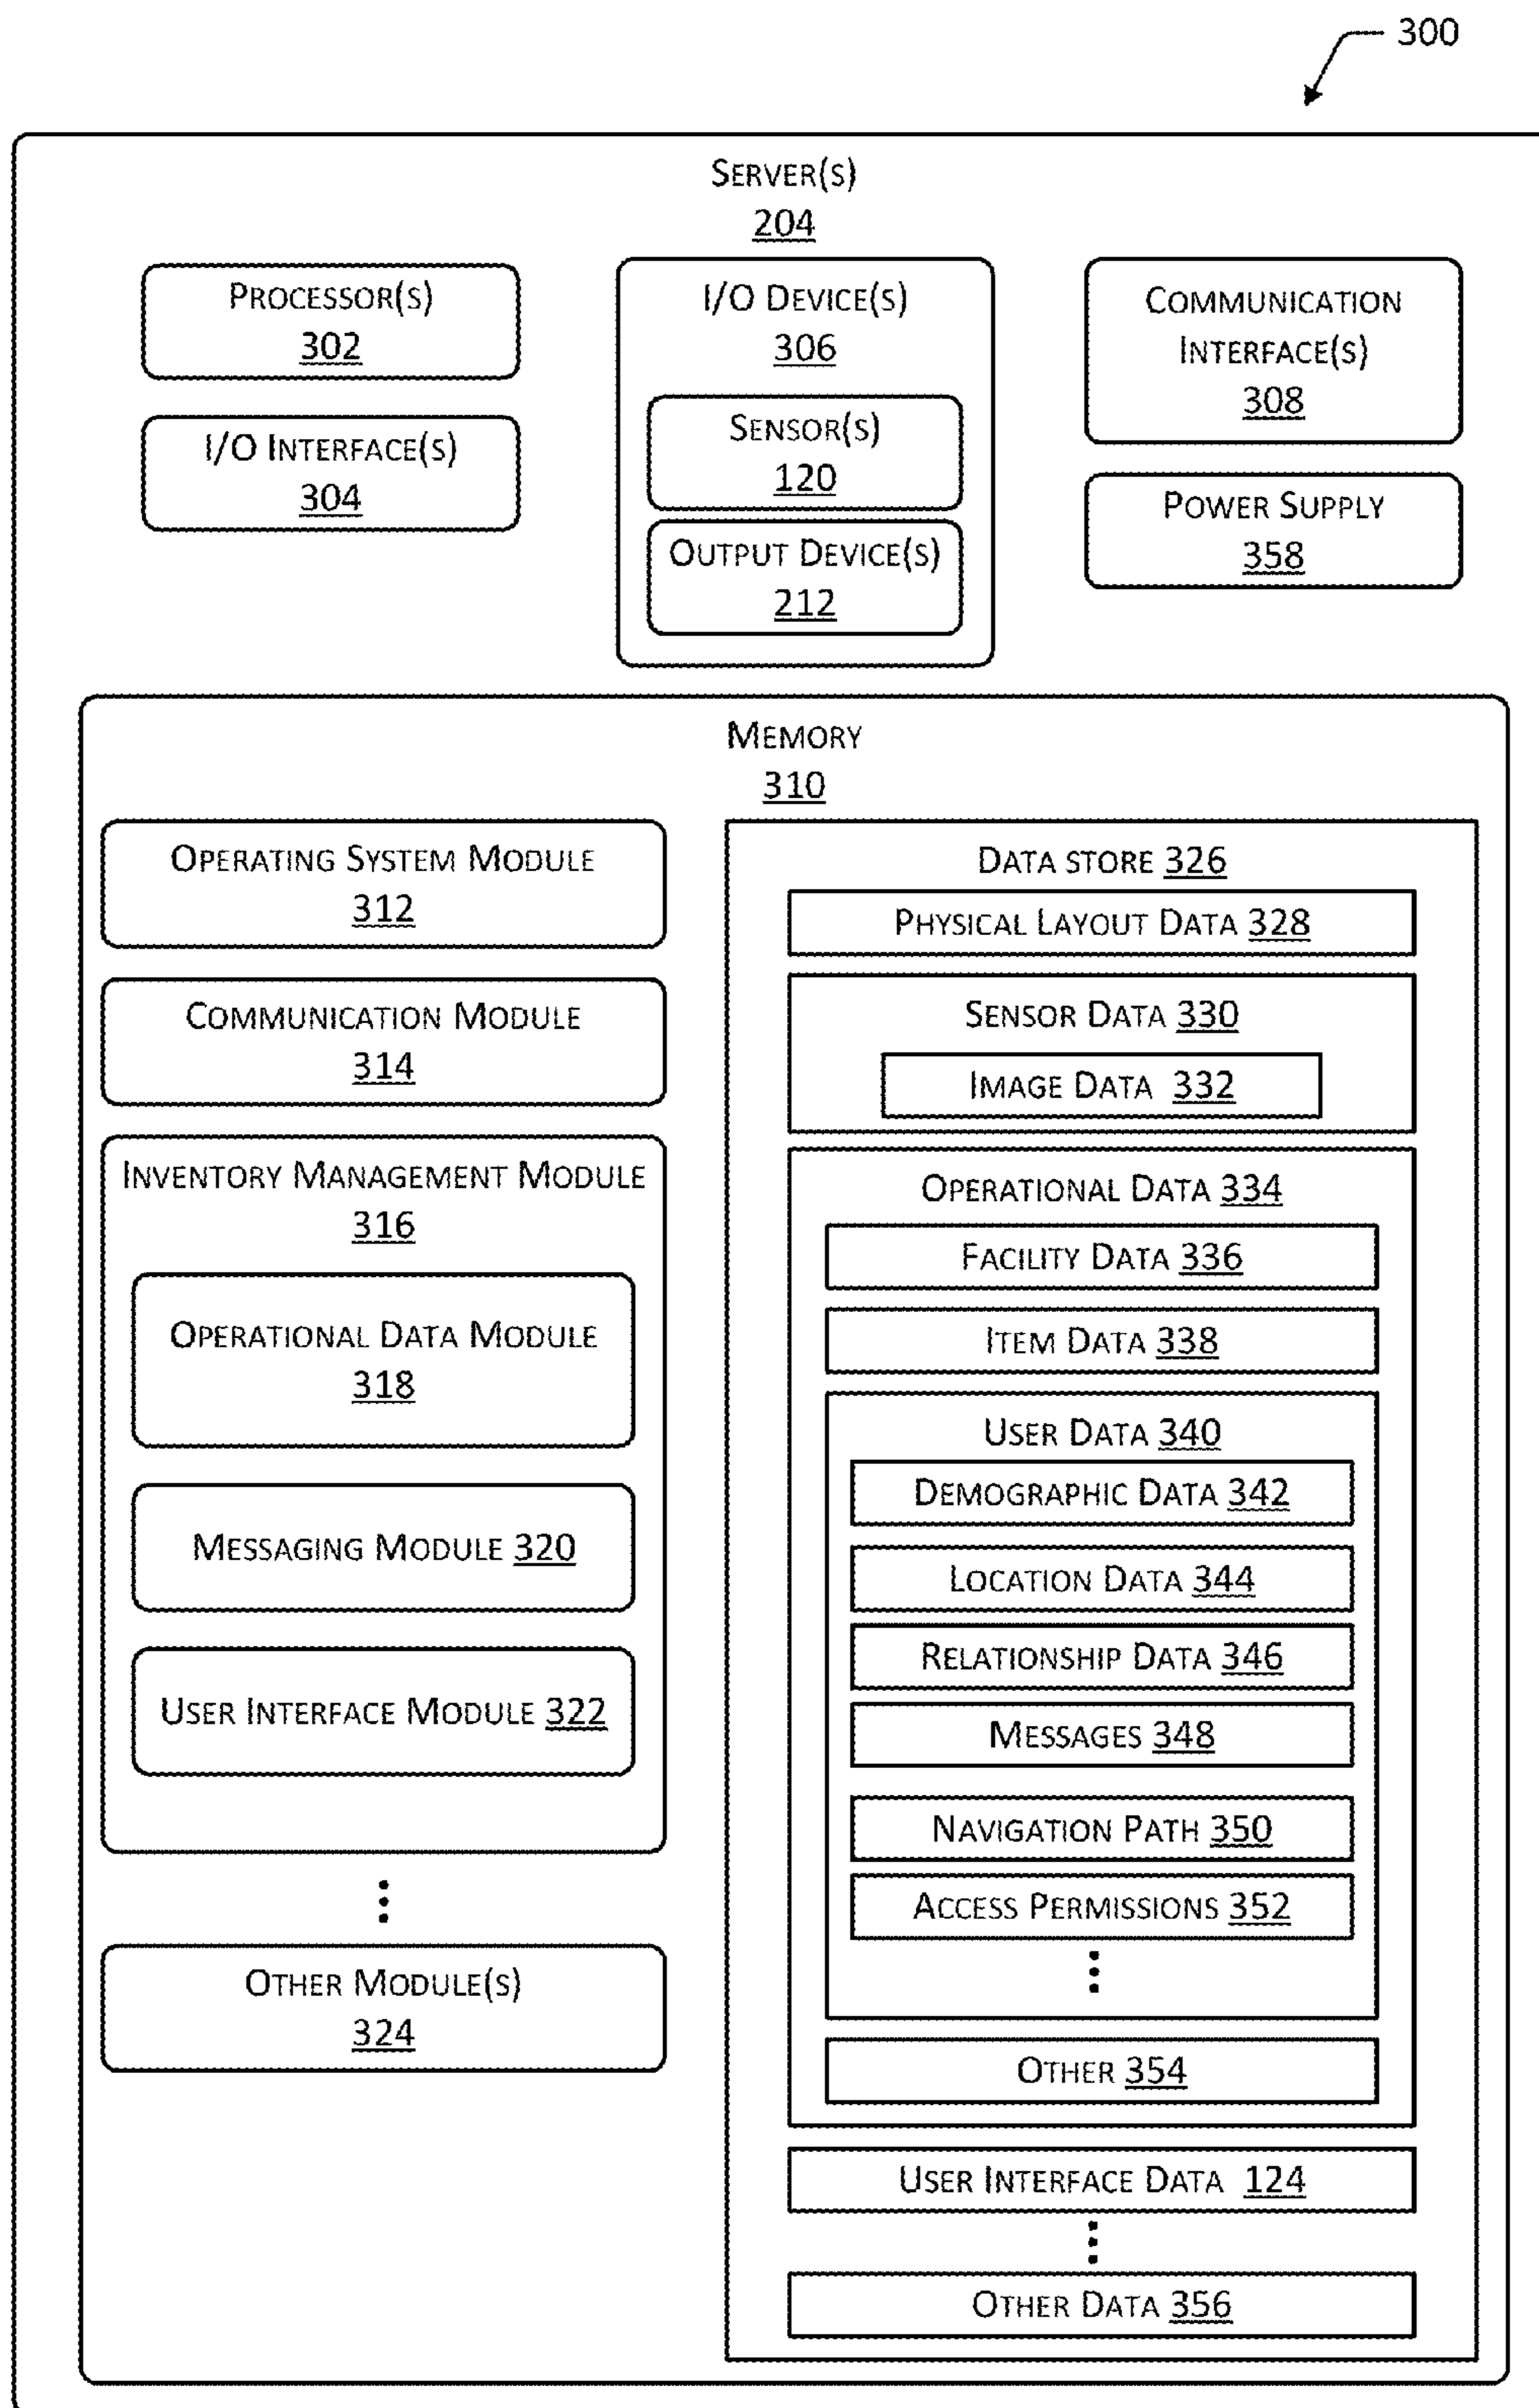 300
SERVER(S)
204
PROCESSOR(S)
302
I/O INTERFACE(S)
304
I/O DEVICE(S)
306
SENSOR(S)
120
OUTPUT DEVICE(S)
212
COMMUNICATION
INTERFACE(S)
308
POWER SUPPLY
358
MEMORY
310
OPERATING SYSTEM MODULE
312
COMMUNICATION MODULE
314
INVENTORY MANAGEMENT MODULE
316
OPERATIONAL DATA MODULE
318
MESSAGING MODULE 320
USER INTERFACE MODULE 322
OTHER MODULE(S)
324
DATA STORE 326
PHYSICAL LAYOUT DATA 328
SENSOR DATA 330
IMAGE DATA 332
OPERATIONAL DATA 334
FACILITY DATA 336
ITEM DATA 338
USER DATA 340
DEMOGRAPHIC DATA 342
LOCATION DATA 344
RELATIONSHIP DATA 346
MESSAGES 348
NAVIGATION PATH 350
ACCESS PERMISSIONS 352
OTHER 354
USER INTERFACE DATA 124
OTHER DATA 356